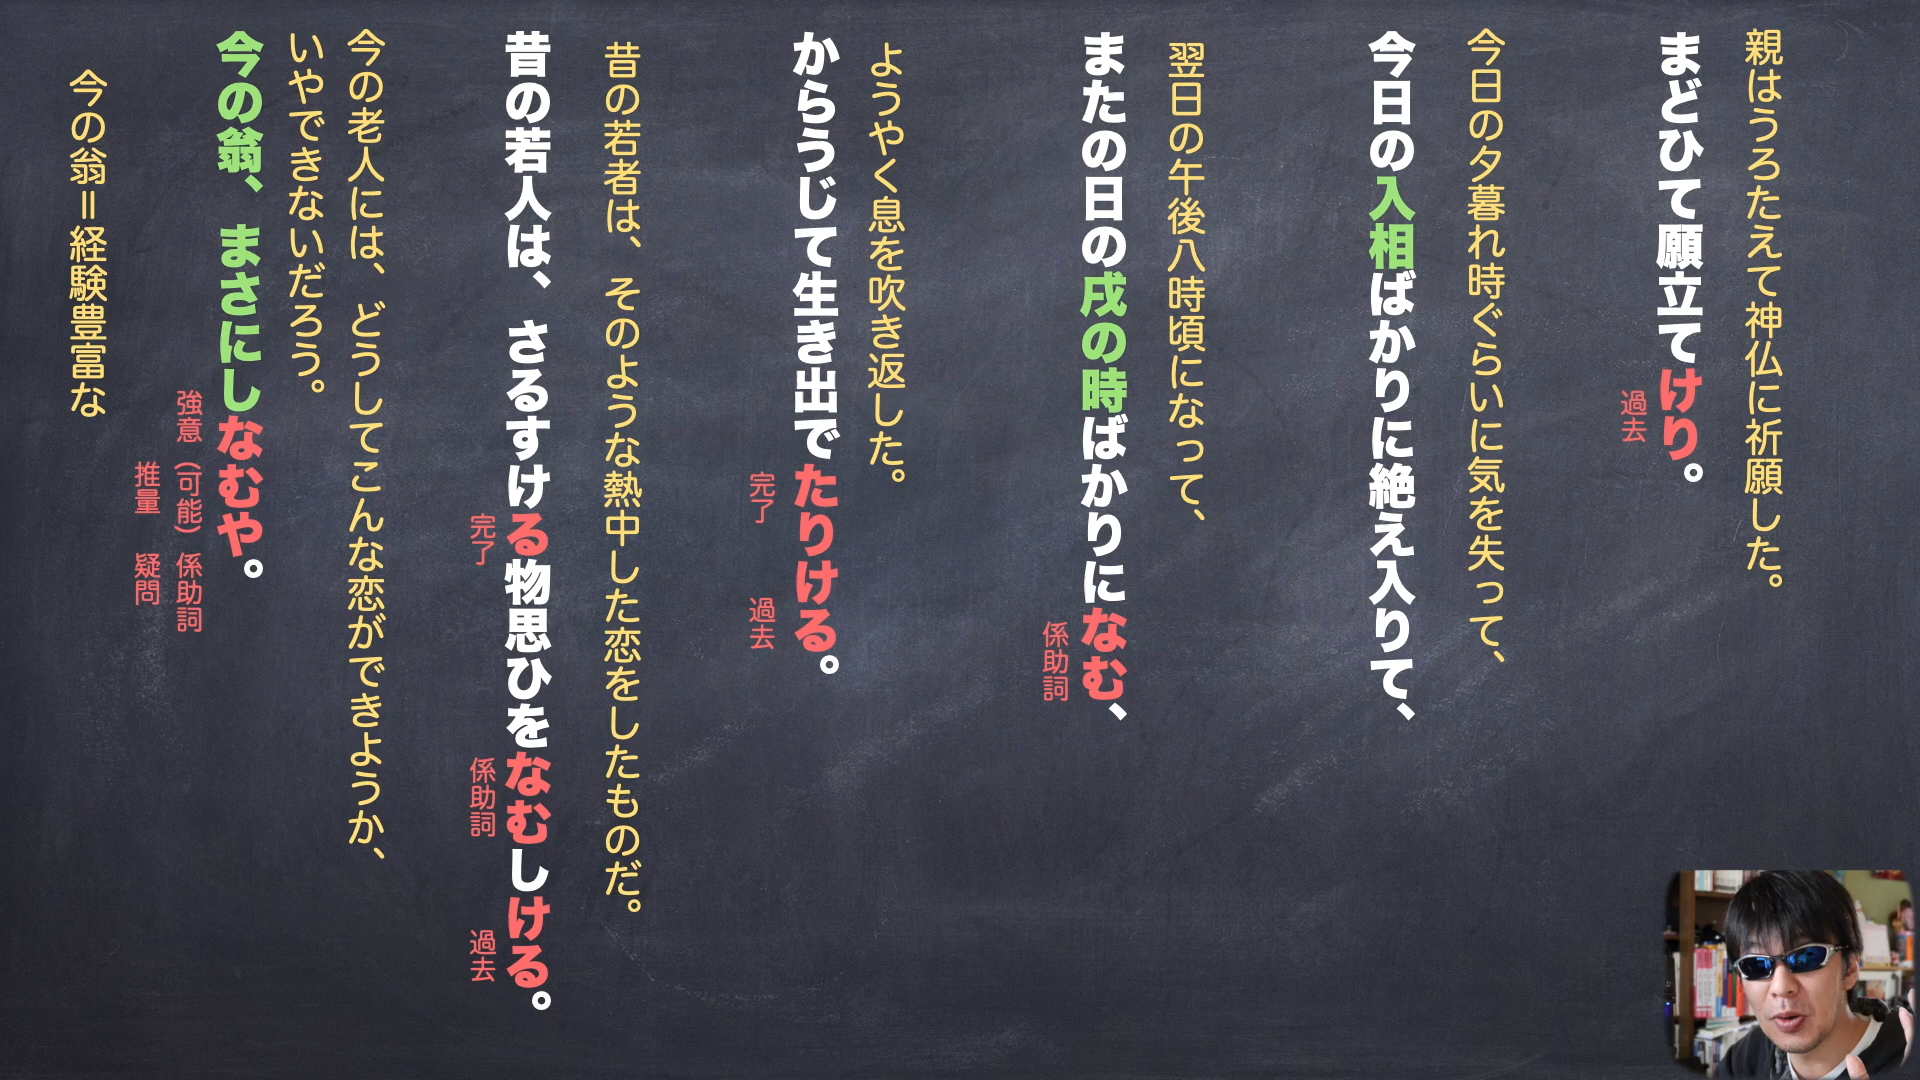 親はうろたえて神仏に祈願した。
まどひて願立てけり。
過去
今日の夕暮れ時ぐらいに気を失って、
今日の入相ばかりに絶え入りて、
翌日の午後八時頃になって、
またの日の戌の時ばかりになむ、
係助詞
ようやく息を吹き返した。
からうじて生き出でたりける。
完了 過去
昔の若者は、そのような熱中した恋をしたものだ。
昔の若人は、さるすける物思ひをなむしける。
完了 係助詞 過去
今の老人には、どうしてこんな恋ができようか、
いやできないだろう。
今の翁、まさにしなむや。
強意(可能)係助詞
推量 疑問
今の翁=経験豊富な